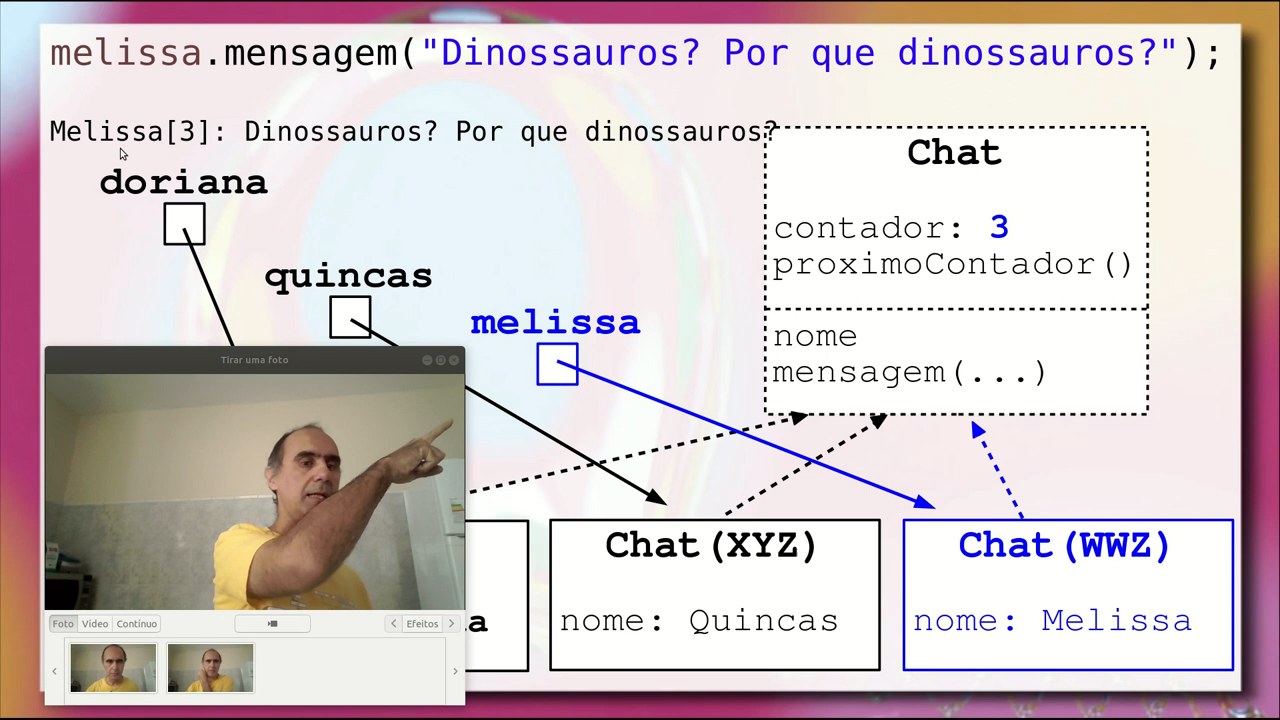 melissa.mensagem("Dinossauros? Por que dinossauros?");
Melissa[3]: Dinossauros? Por que dinossauros?
doriana
quincas
melissa
Chat
contador: 3
proximoContador()
nome
mensagem(...)
Tirar uma foto
Foto
Vídeo
Contínuo
Efeitos
a
Chat(XYZ)
nome: Quincas
Chat(WWZ)
nome: Melissa